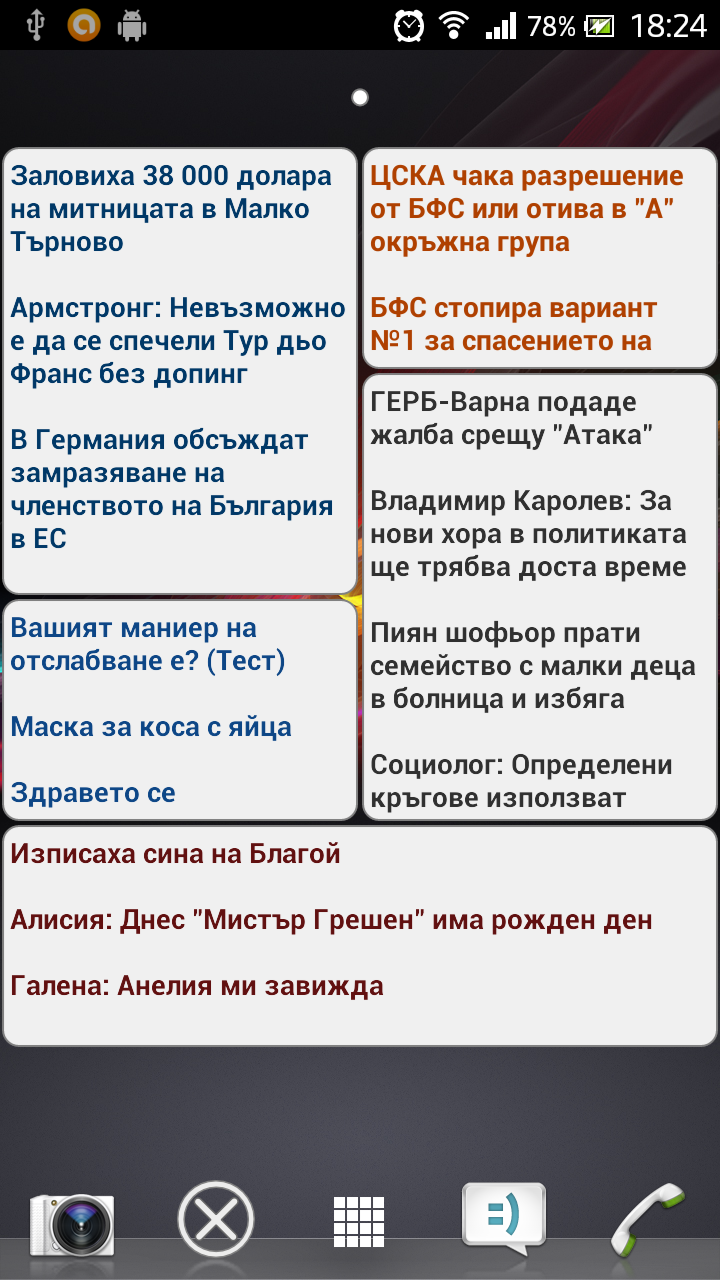 78% 18:24
Заловиха 38 000 долара
на митницата в Малко
Търново
Армстронг: Невъзможно
е да се спечели Тур дьо
Франс без допинг
В Германия обсъждат
замразяване на
членството на България
в ЕС
ЦСКА чака разрешение
от БФС или отива в "А"
окръжна група
БФС стопира вариант
№1 за спасението на
ГЕРБ-Варна подаде
жалба срещу "Атака"
Владимир Каролев: За
нови хора в политиката
ще трябва доста време
Пиян шофьор прати
семейство с малки деца
в болница и избяга
Социолог: Определени
кръгове използват
Вашият маниер на
отслабване е? (Тест)
Маска за коса с яйца
Здравето се
Изписаха сина на Благой
Алисия: Днес "Мистър Грешен" има рожден ден
Галена: Анелия ми завижда